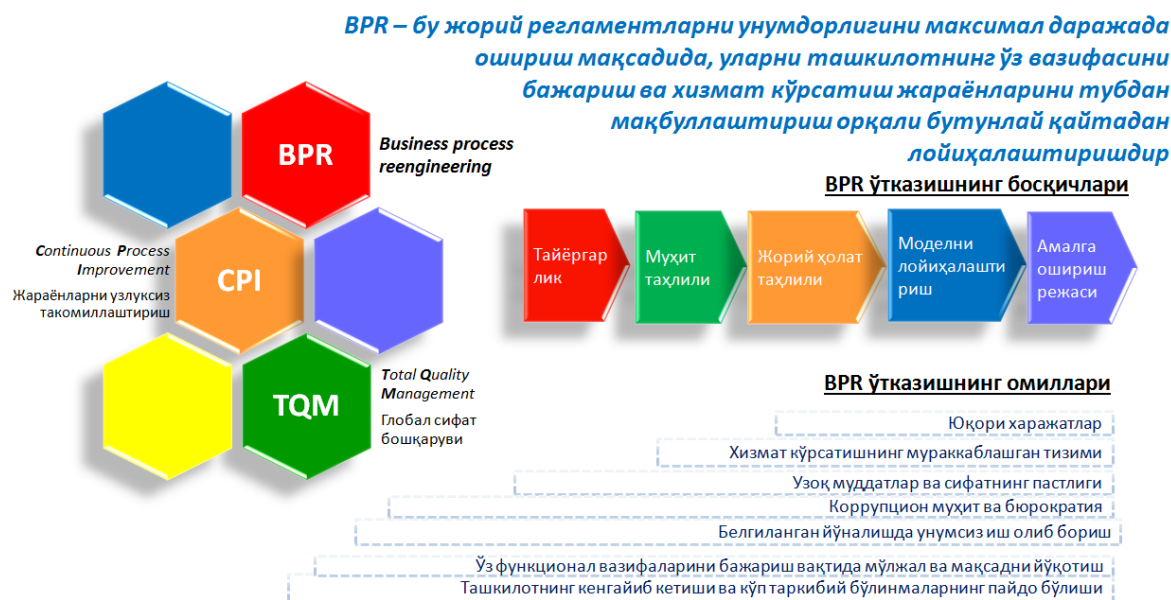 BPR – бу жорий регламентларни унумдорлигини максимал даражада
ошириш мақсадида, уларни ташкилотнинг ўз вазифасини
бажариш ва хизмат кўрсатиш жараёнларини тубдан
мақбуллаштириш орқали бутунлай қайтадан
лойиҳалаштиришдир
BPR
Business process
reengineering
Continuous Process
Improvement
Жараёнларни узлуксиз
такомиллаштириш
CPI
TQM
Total Quality
Management
Глобал сифат
бошқаруви
BPR ўтказишнинг босқичлари
Тайёргар
лик
Муҳит
таҳлили
Жорий ҳолат
таҳлили
Моделни
лойиҳалашти
риш
Амалга
ошириш
режаси
BPR ўтказишнинг омиллари
Юқори харажатлар
Хизмат кўрсатишнинг мураккаблашган тизими
Узоқ муддатлар ва сифатнинг пастлиги
Коррупцион муҳит ва бюрократия
Белгиланган йўналишда унумсиз иш олиб бориш
Ўз функционал вазифаларини бажариш вақтида мўлжал ва мақсадни йўқотиш
Ташкилотнинг кенгайиб кетиши ва кўп таркибий бўлинмаларнинг пайдо бўлиши